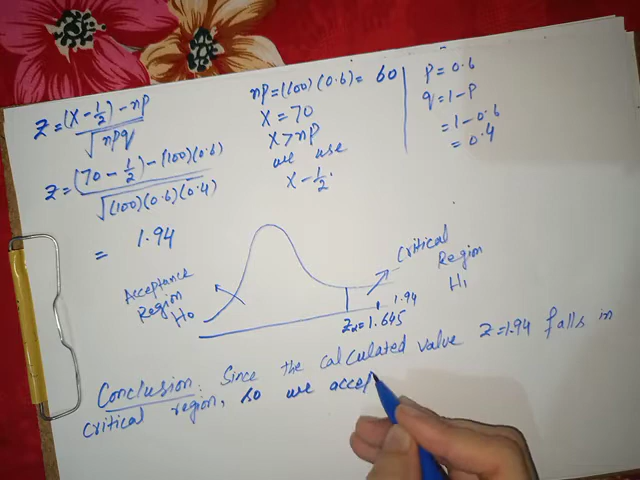 Z = (X - 1/2) - np / √npq
Z = (70 - 1/2) - (100)(0.6) / √(100)(0.6)(0.4)
= 1.94
np = (100)(0.6) = 60
X = 70
X > np
we use
X - 1/2.
P = 0.6
q = 1 - P
= 1 - 0.6
= 0.4
Acceptance
Region
H₀
Critical
Region
H₁
1.94
Zα = 1.645
Conclusion: Since the calculated value Z = 1.94 falls in
critical region, so we accep